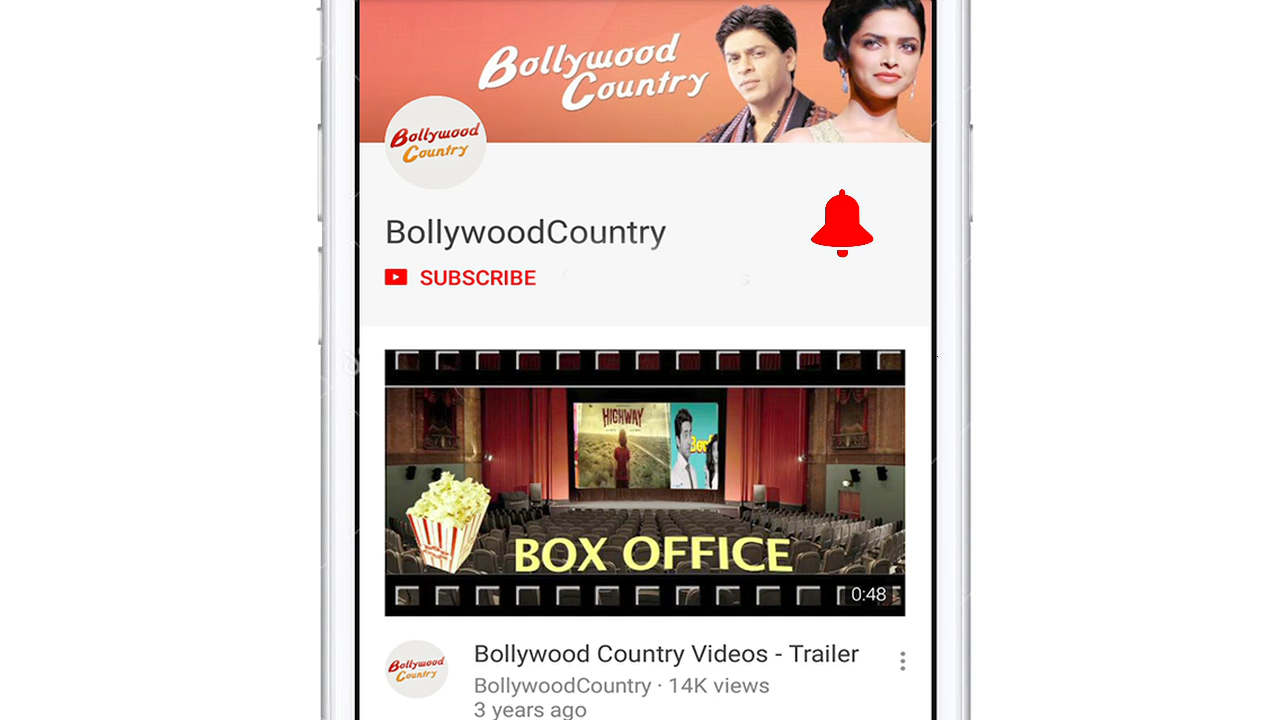 Bollywood
Country
Bollywood
Country
BollywoodCountry
SUBSCRIBE
HIGHWAY
BOX OFFICE
0:48
Bollywood
Country
Bollywood Country Videos - Trailer
BollywoodCountry · 14K views
3 years ago